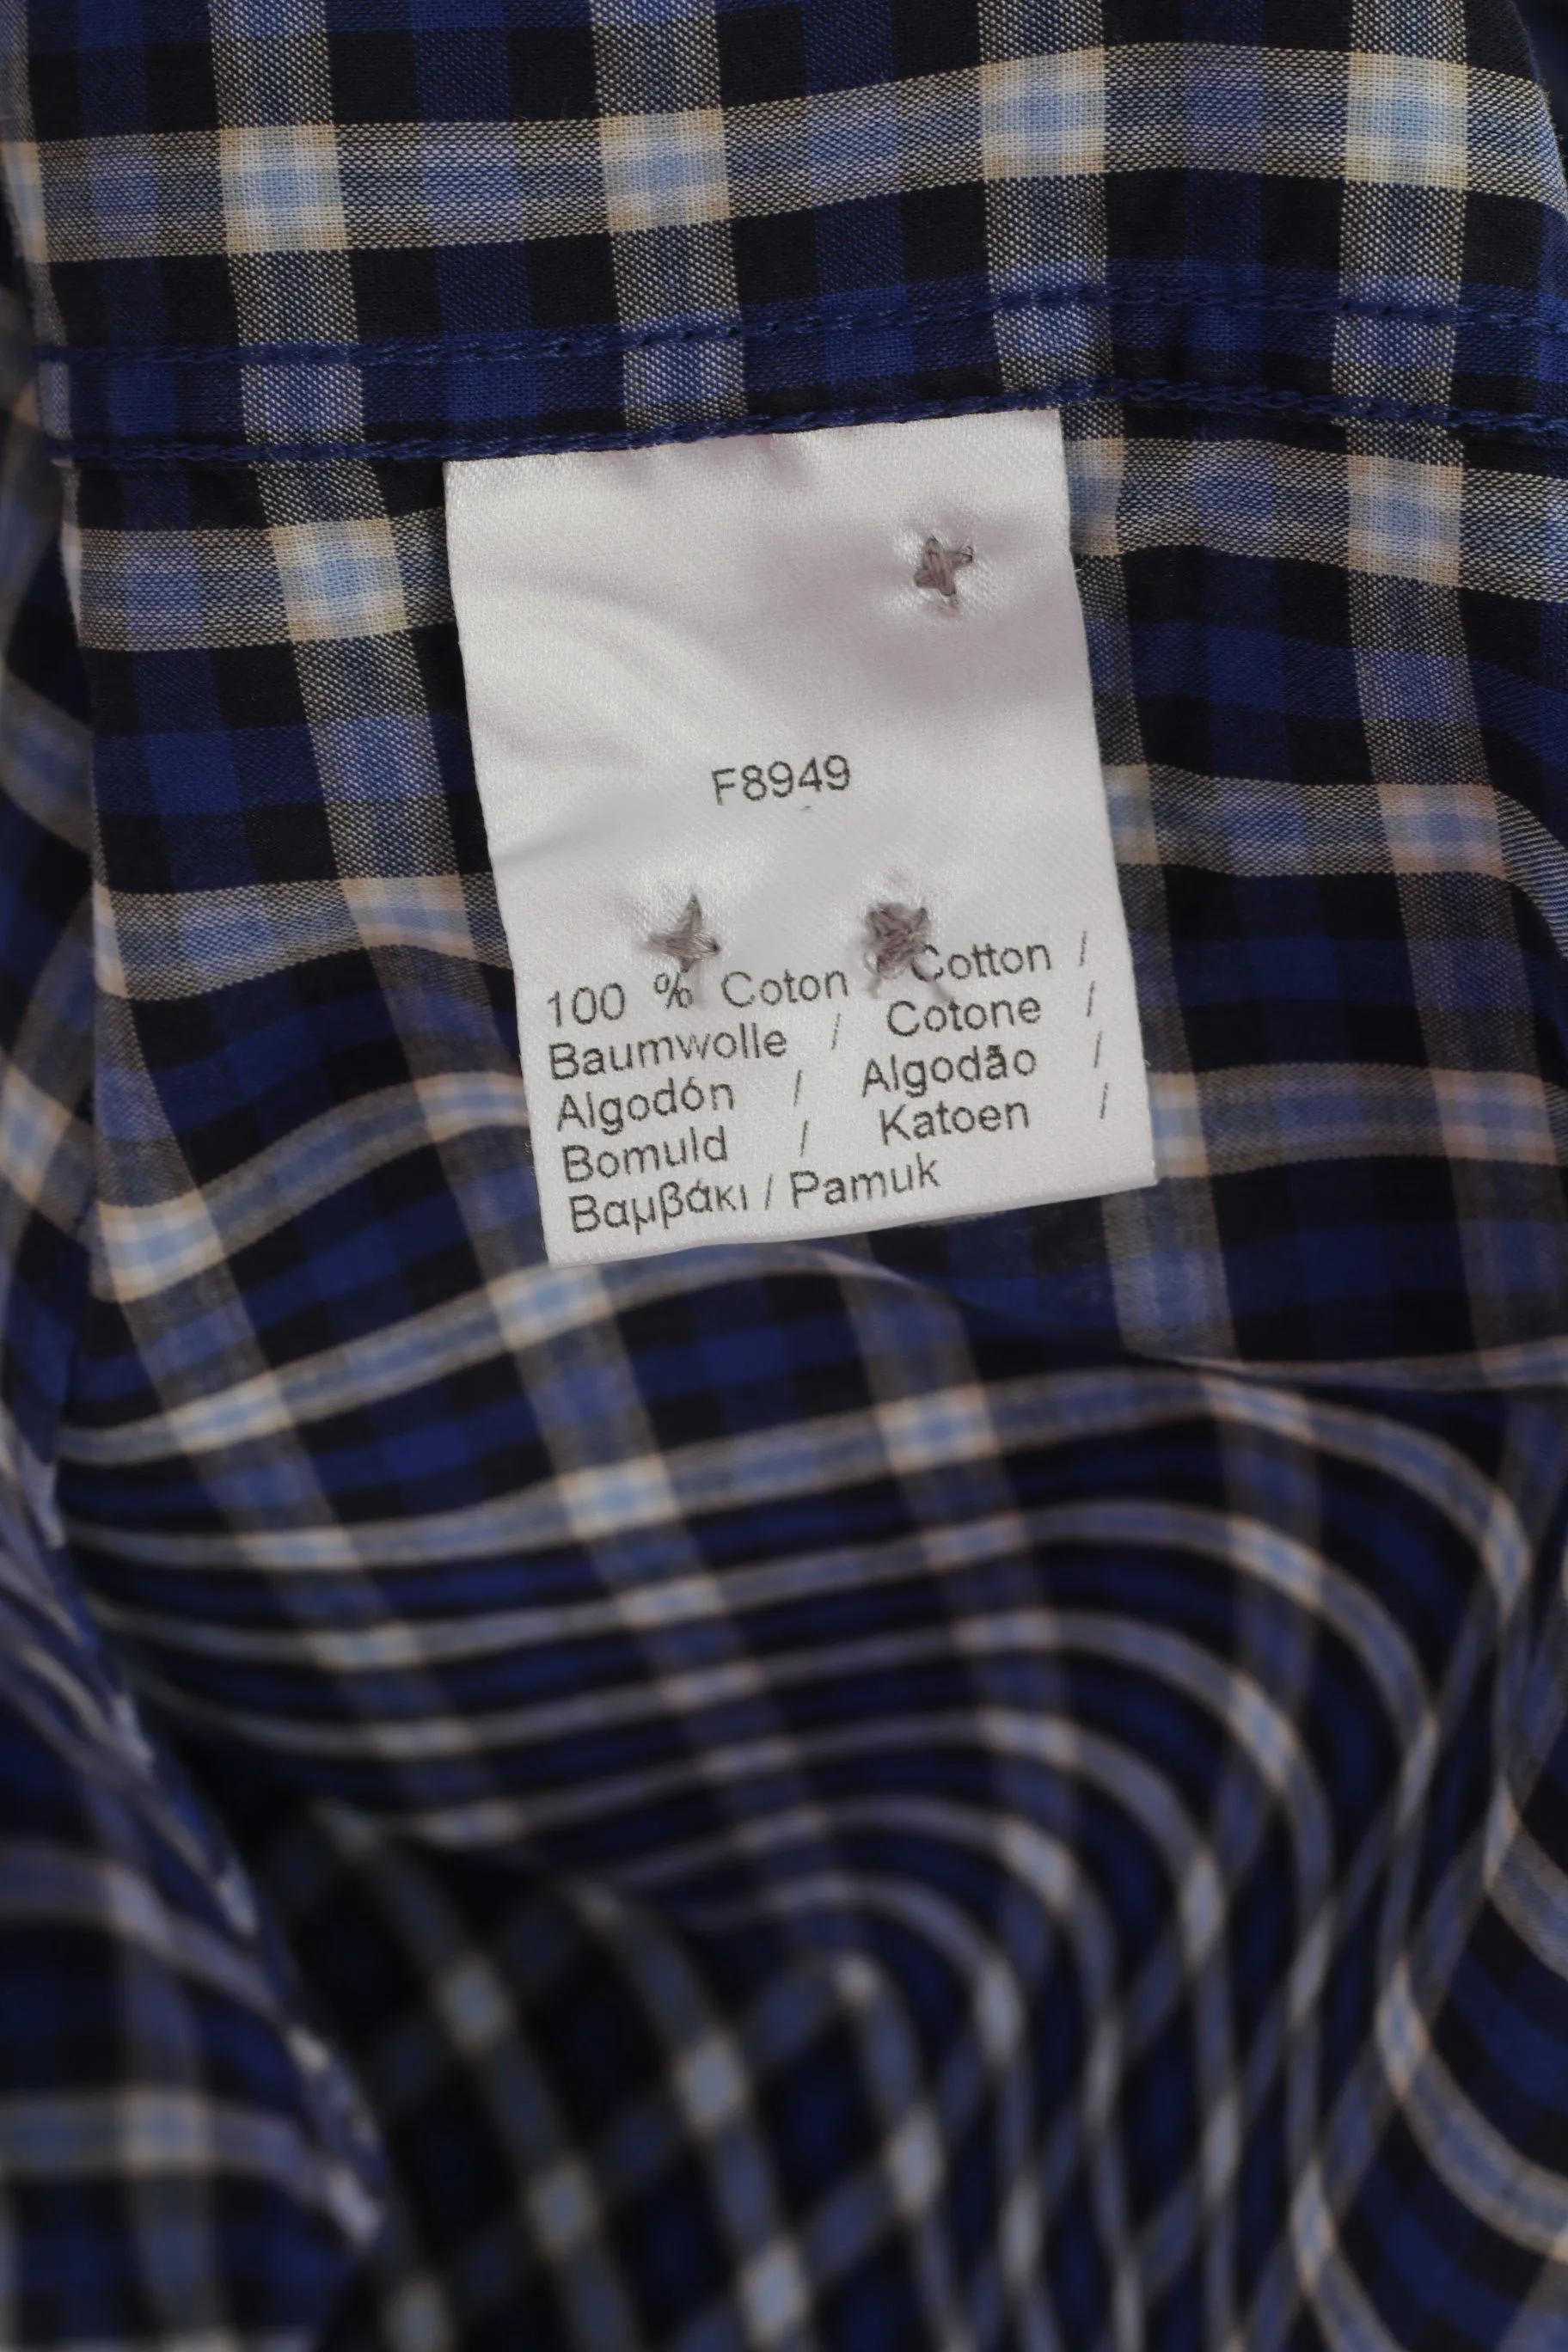 F8949
100 % Coton / Cotton /
Baumwolle / Cotone /
Algodón / Algodão /
Bomuld / Katoen /
Βαμβάκι / Pamuk